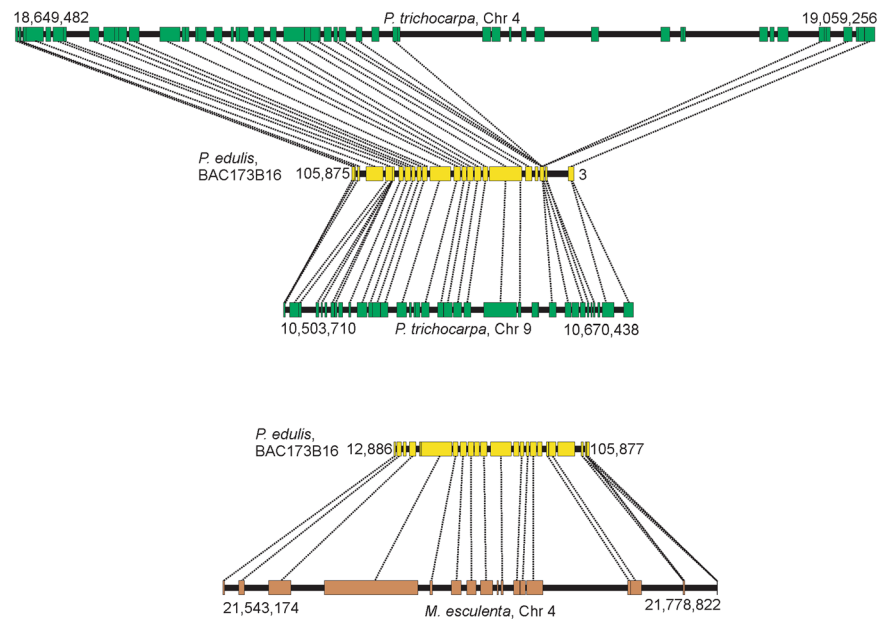 18,649,482 P. trichocarpa, Chr 4 19,059,256
P. edulis,
BAC173B16 105,875 3
10,503,710 P. trichocarpa, Chr 9 10,670,438
P. edulis,
BAC173B16 12,886 105,877
21,543,174 M. esculenta, Chr 4 21,778,822